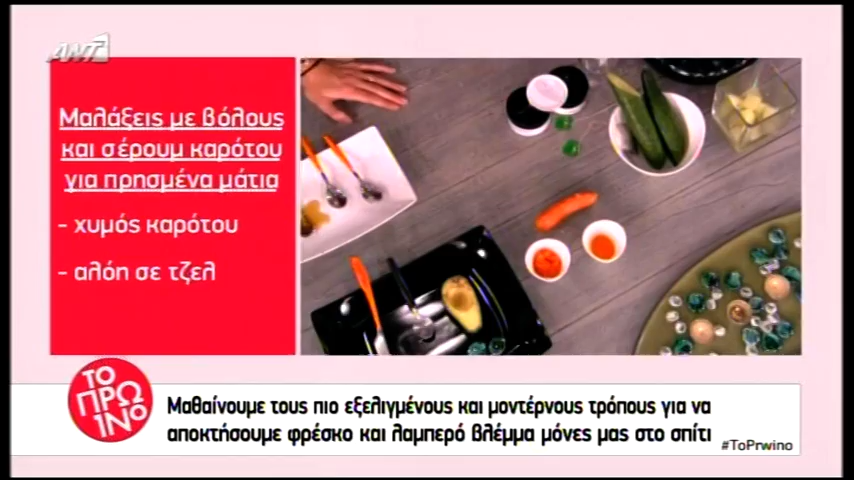 ANT1
Μαλάξεις με βόλους
και σέρουμ καρότου
για πρησμένα μάτια
- χυμός καρότου
- αλόη σε τζελ
ΤΟ
ΠΡΩ
ΙΝΟ
Μαθαίνουμε τους πιο εξελιγμένους και μοντέρνους τρόπους για να
αποκτήσουμε φρέσκο και λαμπερό βλέμμα μόνες μας στο σπίτι
#ToPrwino